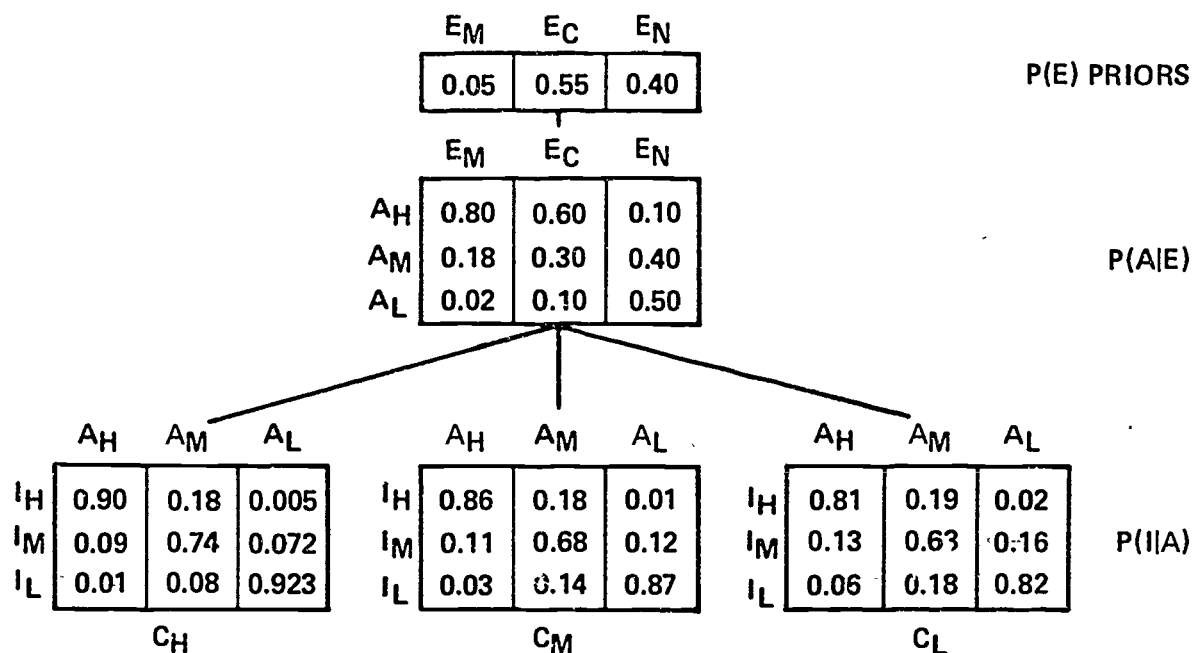 E_M E_C E_N
0.05 0.55 0.40 P(E) PRIORS
E_M E_C E_N
A_H 0.80 0.60 0.10
A_M 0.18 0.30 0.40 P(A|E)
A_L 0.02 0.10 0.50
A_H A_M A_L A_H A_M A_L A_H A_M A_L
I_H 0.90 0.18 0.005 I_H 0.86 0.18 0.01 I_H 0.81 0.19 0.02
I_M 0.09 0.74 0.072 I_M 0.11 0.68 0.12 I_M 0.13 0.63 0.16 P(I|A)
I_L 0.01 0.08 0.923 I_L 0.03 0.14 0.87 I_L 0.06 0.18 0.82
C_H C_M C_L